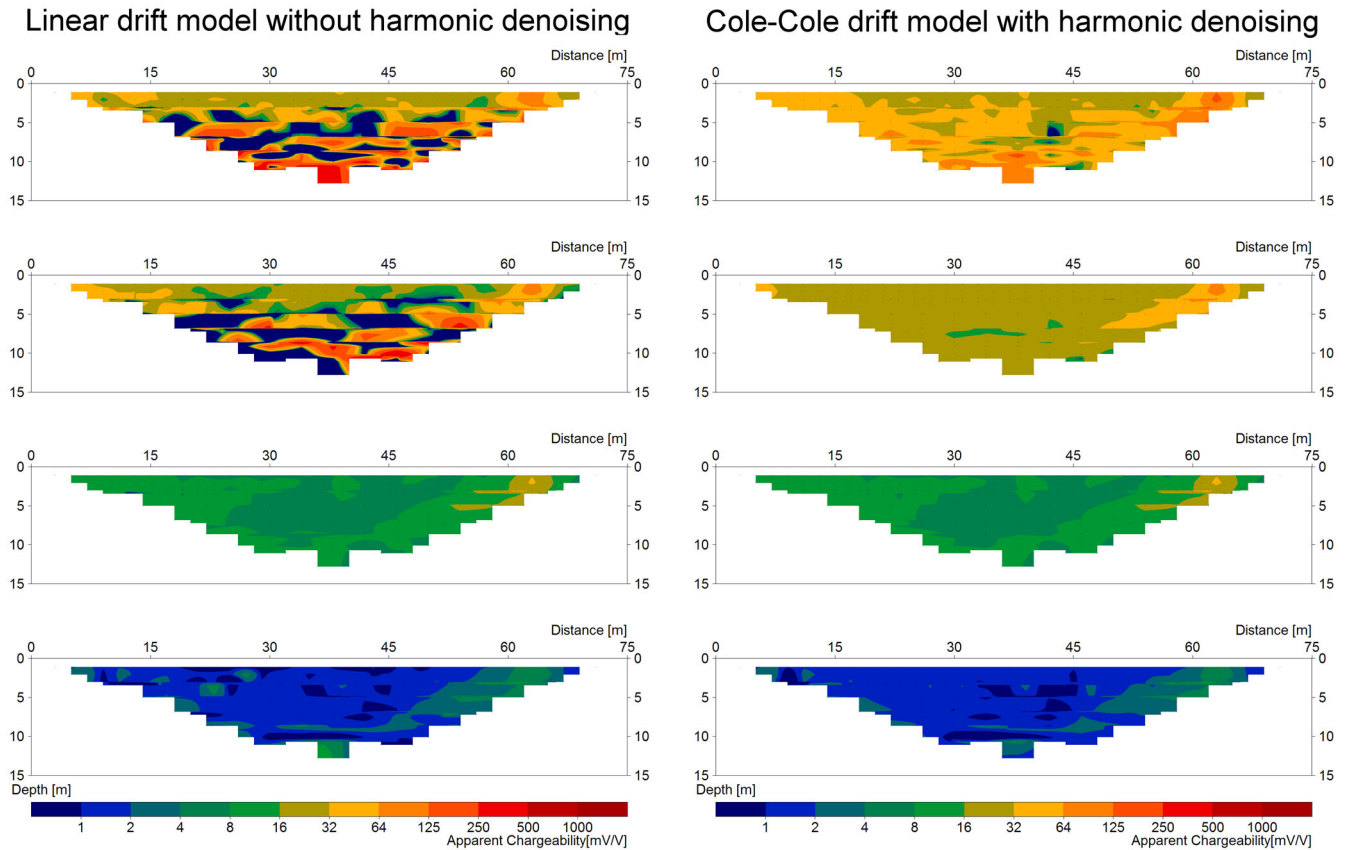 Linear drift model without harmonic denoising
Cole-Cole drift model with harmonic denoising
Distance [m]
Distance [m]
0 15 30 45 60 75
0 15 30 45 60 75
0 0 0 0
5 5 5 5
10 10 10 10
15 15 15 15
Distance [m]
Distance [m]
0 15 30 45 60 75
0 15 30 45 60 75
0 0 0 0
5 5 5 5
10 10 10 10
15 15 15 15
Distance [m]
Distance [m]
0 15 30 45 60 75
0 15 30 45 60 75
0 0 0 0
5 5 5 5
10 10 10 10
15 15 15 15
Distance [m]
Distance [m]
0 15 30 45 60 75
0 15 30 45 60 75
0 0 0 0
5 5 5 5
10 10 10 10
15 15 15 15
Depth [m]
Depth [m]
1 2 4 8 16 32 64 125 250 500 1000
1 2 4 8 16 32 64 125 250 500 1000
Apparent Chargeability[mV/V]
Apparent Chargeability[mV/V]